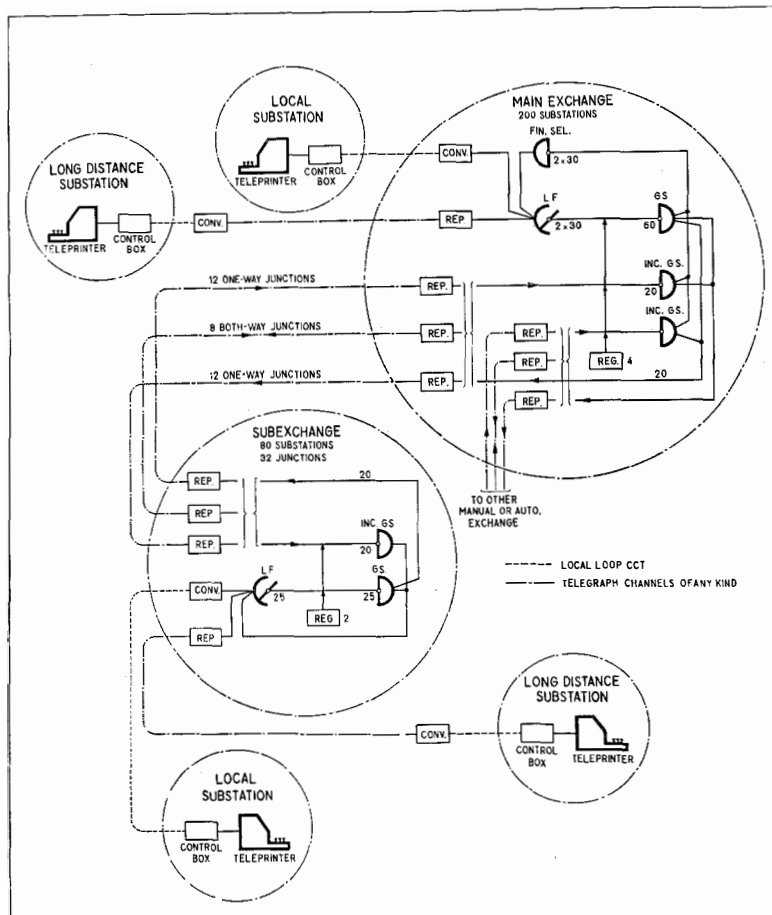 MAIN EXCHANGE
200 SUBSTATIONS
FIN. SEL.
2×30
LOCAL
SUBSTATION
TELEPRINTER
CONTROL
BOX
CONV.
LONG DISTANCE
SUBSTATION
TELEPRINTER
CONTROL
BOX
CONV.
REP
LF
2×30
GS
60
12 ONE-WAY JUNCTIONS
REP.
INC. GS.
20
8 BOTH-WAY JUNCTIONS
REP.
REP.
INC. GS.
REP.
REG. 4
12 ONE-WAY JUNCTIONS
REP.
REP.
20
SUBEXCHANGE
80 SUBSTATIONS
32 JUNCTIONS
TO OTHER
MANUAL OR AUTO.
EXCHANGE
REP.
20
REP
INC. GS
REP.
20
LF
GS.
CONV.
25
25
REG 2
REP
LOCAL LOOP CCT
TELEGRAPH CHANNELS OF ANY KIND
LONG DISTANCE
SUBSTATION
CONV.
CONTROL
BOX
TELEPRINTER
LOCAL
SUBSTATION
CONTROL
BOX
TELEPRINTER